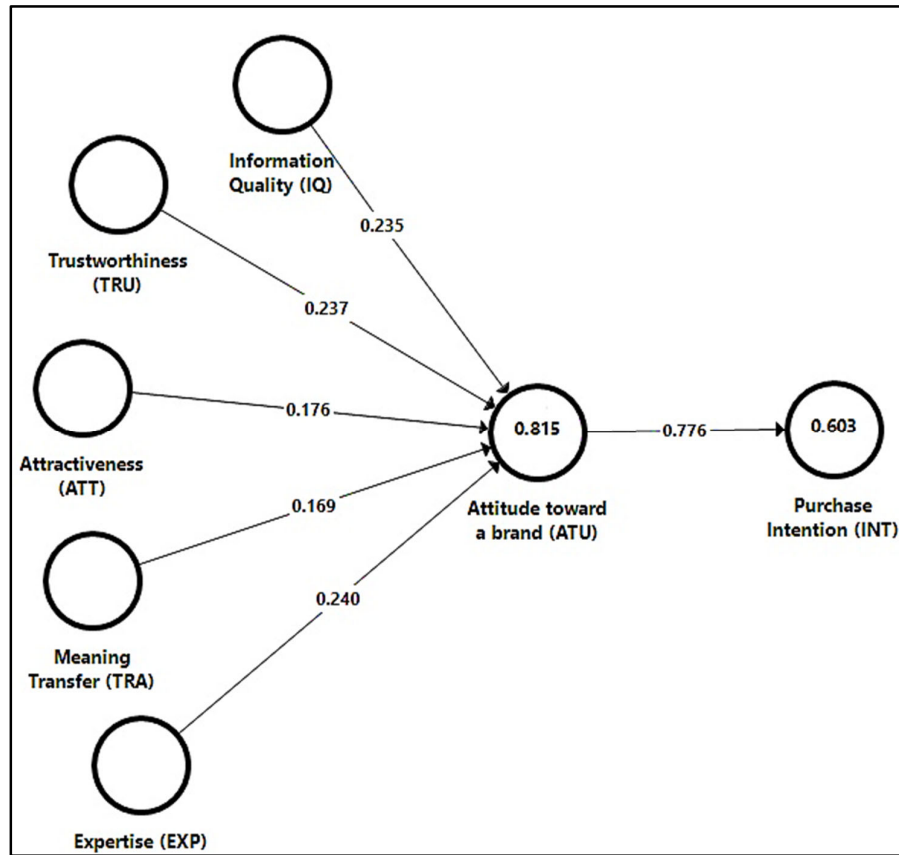 Information
Quality (IQ)
0.235
Trustworthiness
(TRU)
0.237
Attractiveness
(ATT)
0.176
0.815
0.776
0.603
Attitude toward
a brand (ATU)
Purchase
Intention (INT)
0.169
Meaning
Transfer (TRA)
0.240
Expertise (EXP)